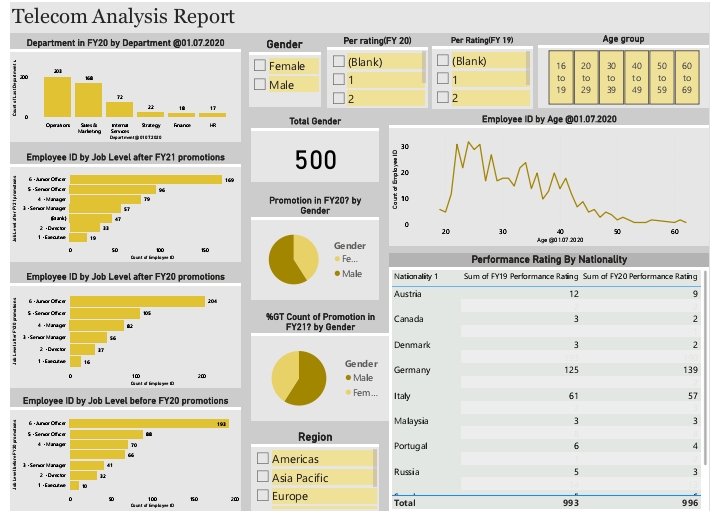 Telecom Analysis Report
Department in FY20 by Department @01.07.2020
Count of Last Department i..
200
0
203
168
72
22
18
17
Operations
Sales & Marketing
Internal Services
Strategy
Finance
HR
Department @01.07.2020
Employee ID by Job Level after FY21 promotions
Job Level after FY21 promotions
6 - Junior Officer 169
5 - Senior Officer 96
4 - Manager 79
3 - Senior Manager 57
(Blank) 47
2 - Director 33
1 - Executive 19
0 50 100 150
Count of Employee ID
Employee ID by Job Level after FY20 promotions
Job Level after FY20 promotions
6 - Junior Officer 204
5 - Senior Officer 105
4 - Manager 82
3 - Senior Manager 56
2 - Director 37
1 - Executive 16
0 100 200
Count of Employee ID
Employee ID by Job Level before FY20 promotions
Job Level before FY20 promotions
6 - Junior Officer 193
5 - Senior Officer 88
4 - Manager 70
66
3 - Senior Manager 41
2 - Director 32
1 - Executive 10
0 50 100 150 200
Count of Employee ID
Gender
Female
Male
Per rating(FY 20)
(Blank)
1
2
Per Rating(FY 19)
(Blank)
1
2
Age group
16 to 19
20 to 29
30 to 39
40 to 49
50 to 59
60 to 69
Total Gender
500
Promotion in FY20? by Gender
Gender
Fe...
Male
%GT Count of Promotion in FY21? by Gender
Gender
Male
Fem...
Region
Americas
Asia Pacific
Europe
Employee ID by Age @01.07.2020
Count of Employee ID
30
20
10
0
20 30 40 50 60
Age @01.07.2020
Performance Rating By Nationality
Nationality 1 Sum of FY19 Performance Rating Sum of FY20 Performance Rating
Austria 12 9
Canada 3 2
Denmark 3 2
Germany 125 139
Italy 61 57
Malaysia 3 3
Portugal 6 4
Russia 5 3
Total 993 996